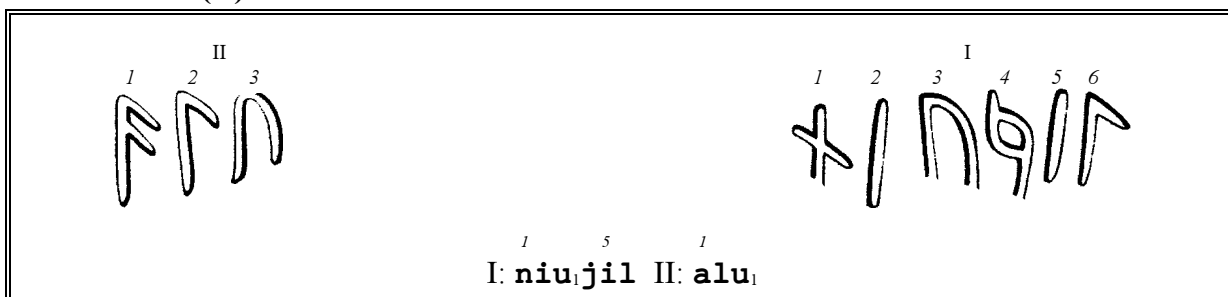 II I
1 2 3 1 2 3 4 5 6
ᚨᛚᚢ ᚾᛁᚢᛃᛁᛚ
1 5 1
I: niu₁jil II: alu₁